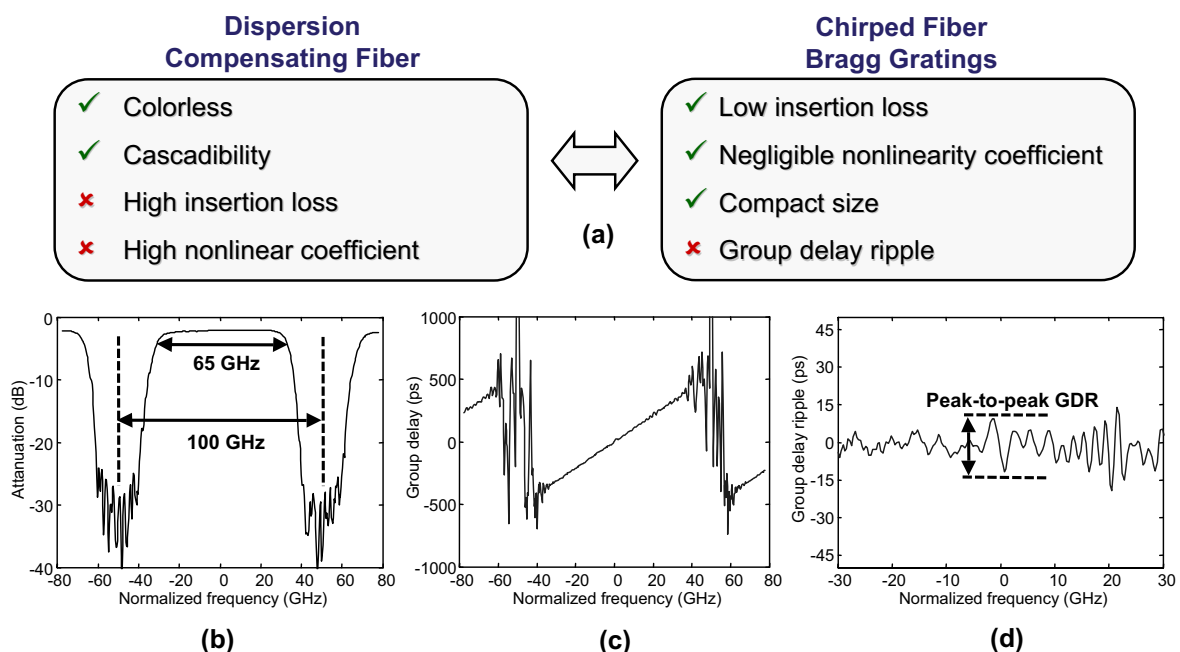 Dispersion
Compensating Fiber
Chirped Fiber
Bragg Gratings
✓ Colorless
✓ Cascadibility
✘ High insertion loss
✘ High nonlinear coefficient
(a)
✓ Low insertion loss
✓ Negligible nonlinearity coefficient
✓ Compact size
✘ Group delay ripple
0
-10
-20
-30
-40
Attanuation (dB)
65 GHz
100 GHz
-80 -60 -40 -20 0 20 40 60 80
Normalized frequency (GHz)
(b)
1000
500
0
-500
-1000
Group delay (ps)
-80 -60 -40 -20 0 20 40 60 80
Normalized frequency (GHz)
(c)
45
30
15
0
-15
-30
-45
Group delay ripple (ps)
Peak-to-peak GDR
-30 -20 -10 0 10 20 30
Normalized frequency (GHz)
(d)